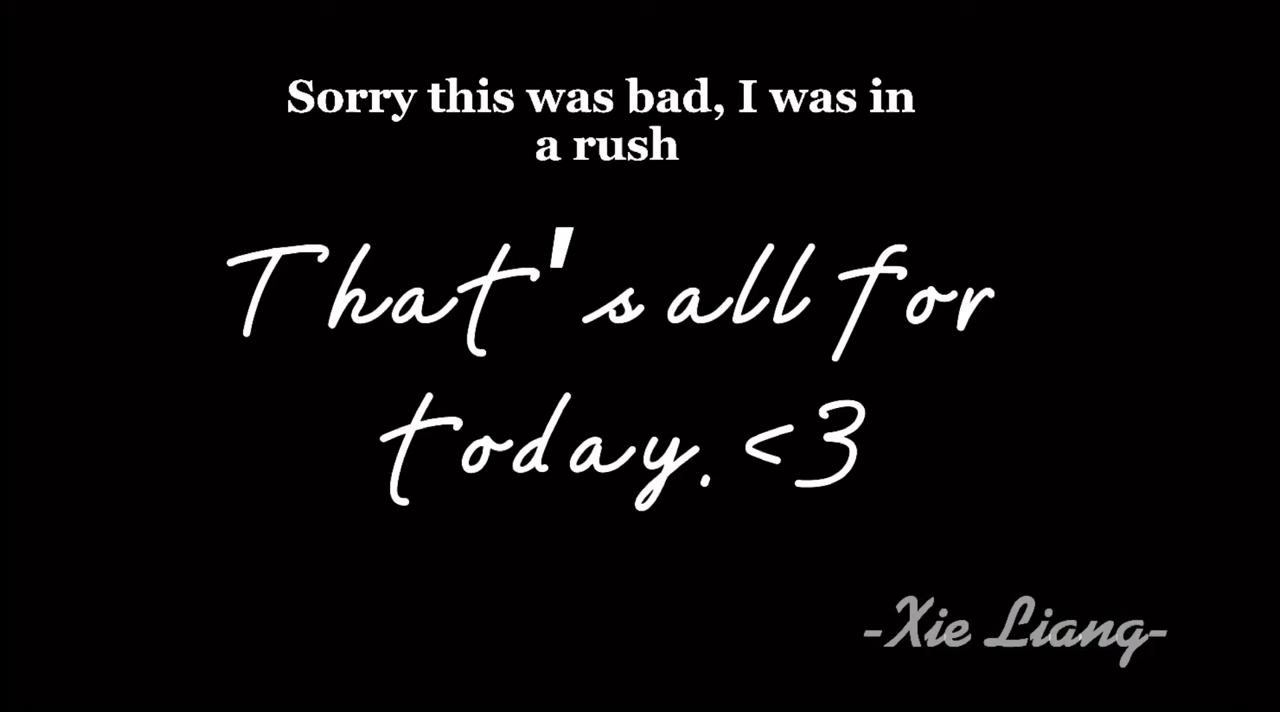 Sorry this was bad, I was in
a rush
That's all for
today. <3
-Xie Liang-